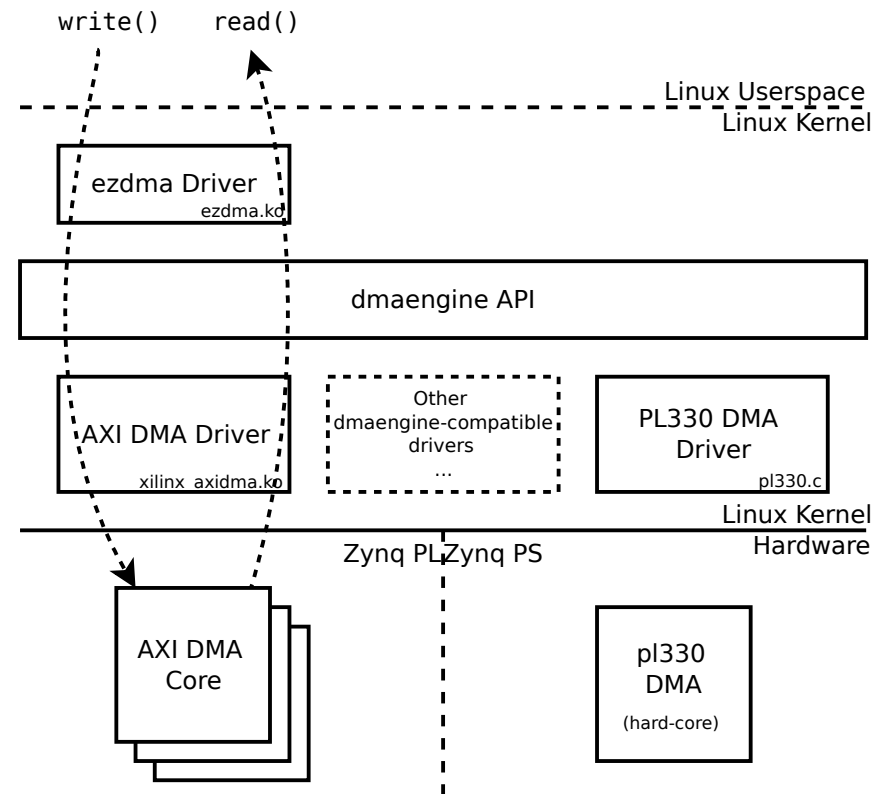 write() read()
Linux Userspace
Linux Kernel
ezdma Driver
ezdma.ko
dmaengine API
AXI DMA Driver
xilinx_axidma.ko
Other
dmaengine-compatible
drivers
...
PL330 DMA
Driver
pl330.c
Linux Kernel
Hardware
Zynq PL Zynq PS
AXI DMA
Core
pl330
DMA
(hard-core)